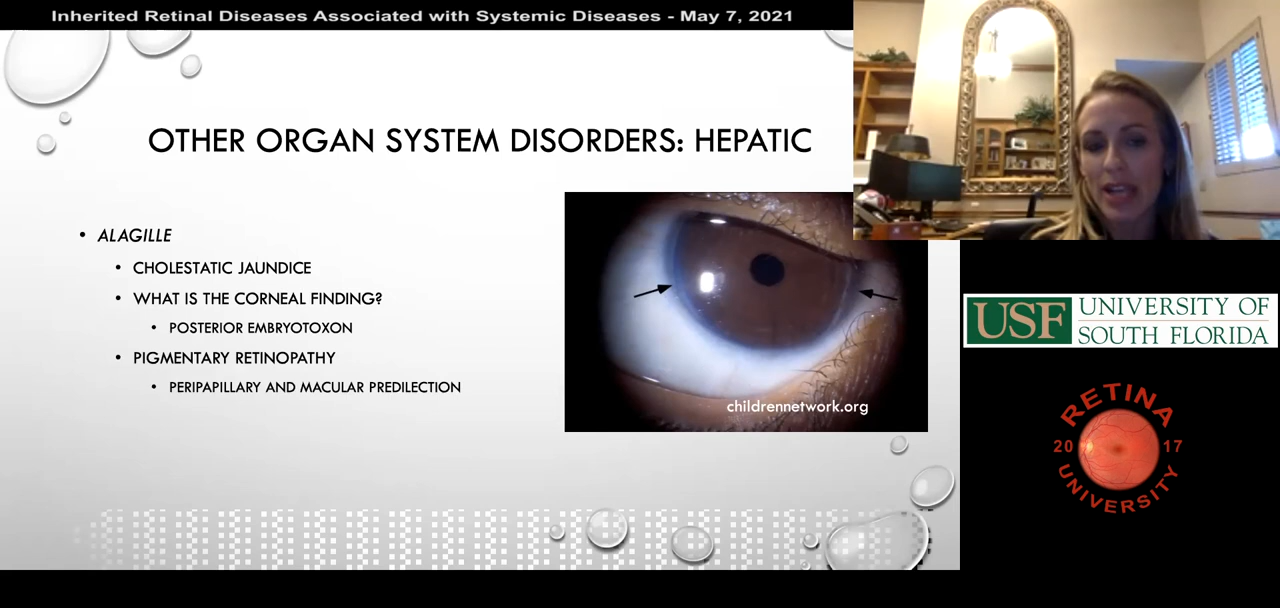 Inherited Retinal Diseases Associated with Systemic Diseases - May 7, 2021
OTHER ORGAN SYSTEM DISORDERS: HEPATIC
• ALAGILLE
• CHOLESTATIC JAUNDICE
• WHAT IS THE CORNEAL FINDING?
• POSTERIOR EMBRYOTOXON
• PIGMENTARY RETINOPATHY
• PERIPAPILLARY AND MACULAR PREDILECTION
childrennetwork.org
USF UNIVERSITY OF
SOUTH FLORIDA
RETINA
20 17
UNIVERSITY